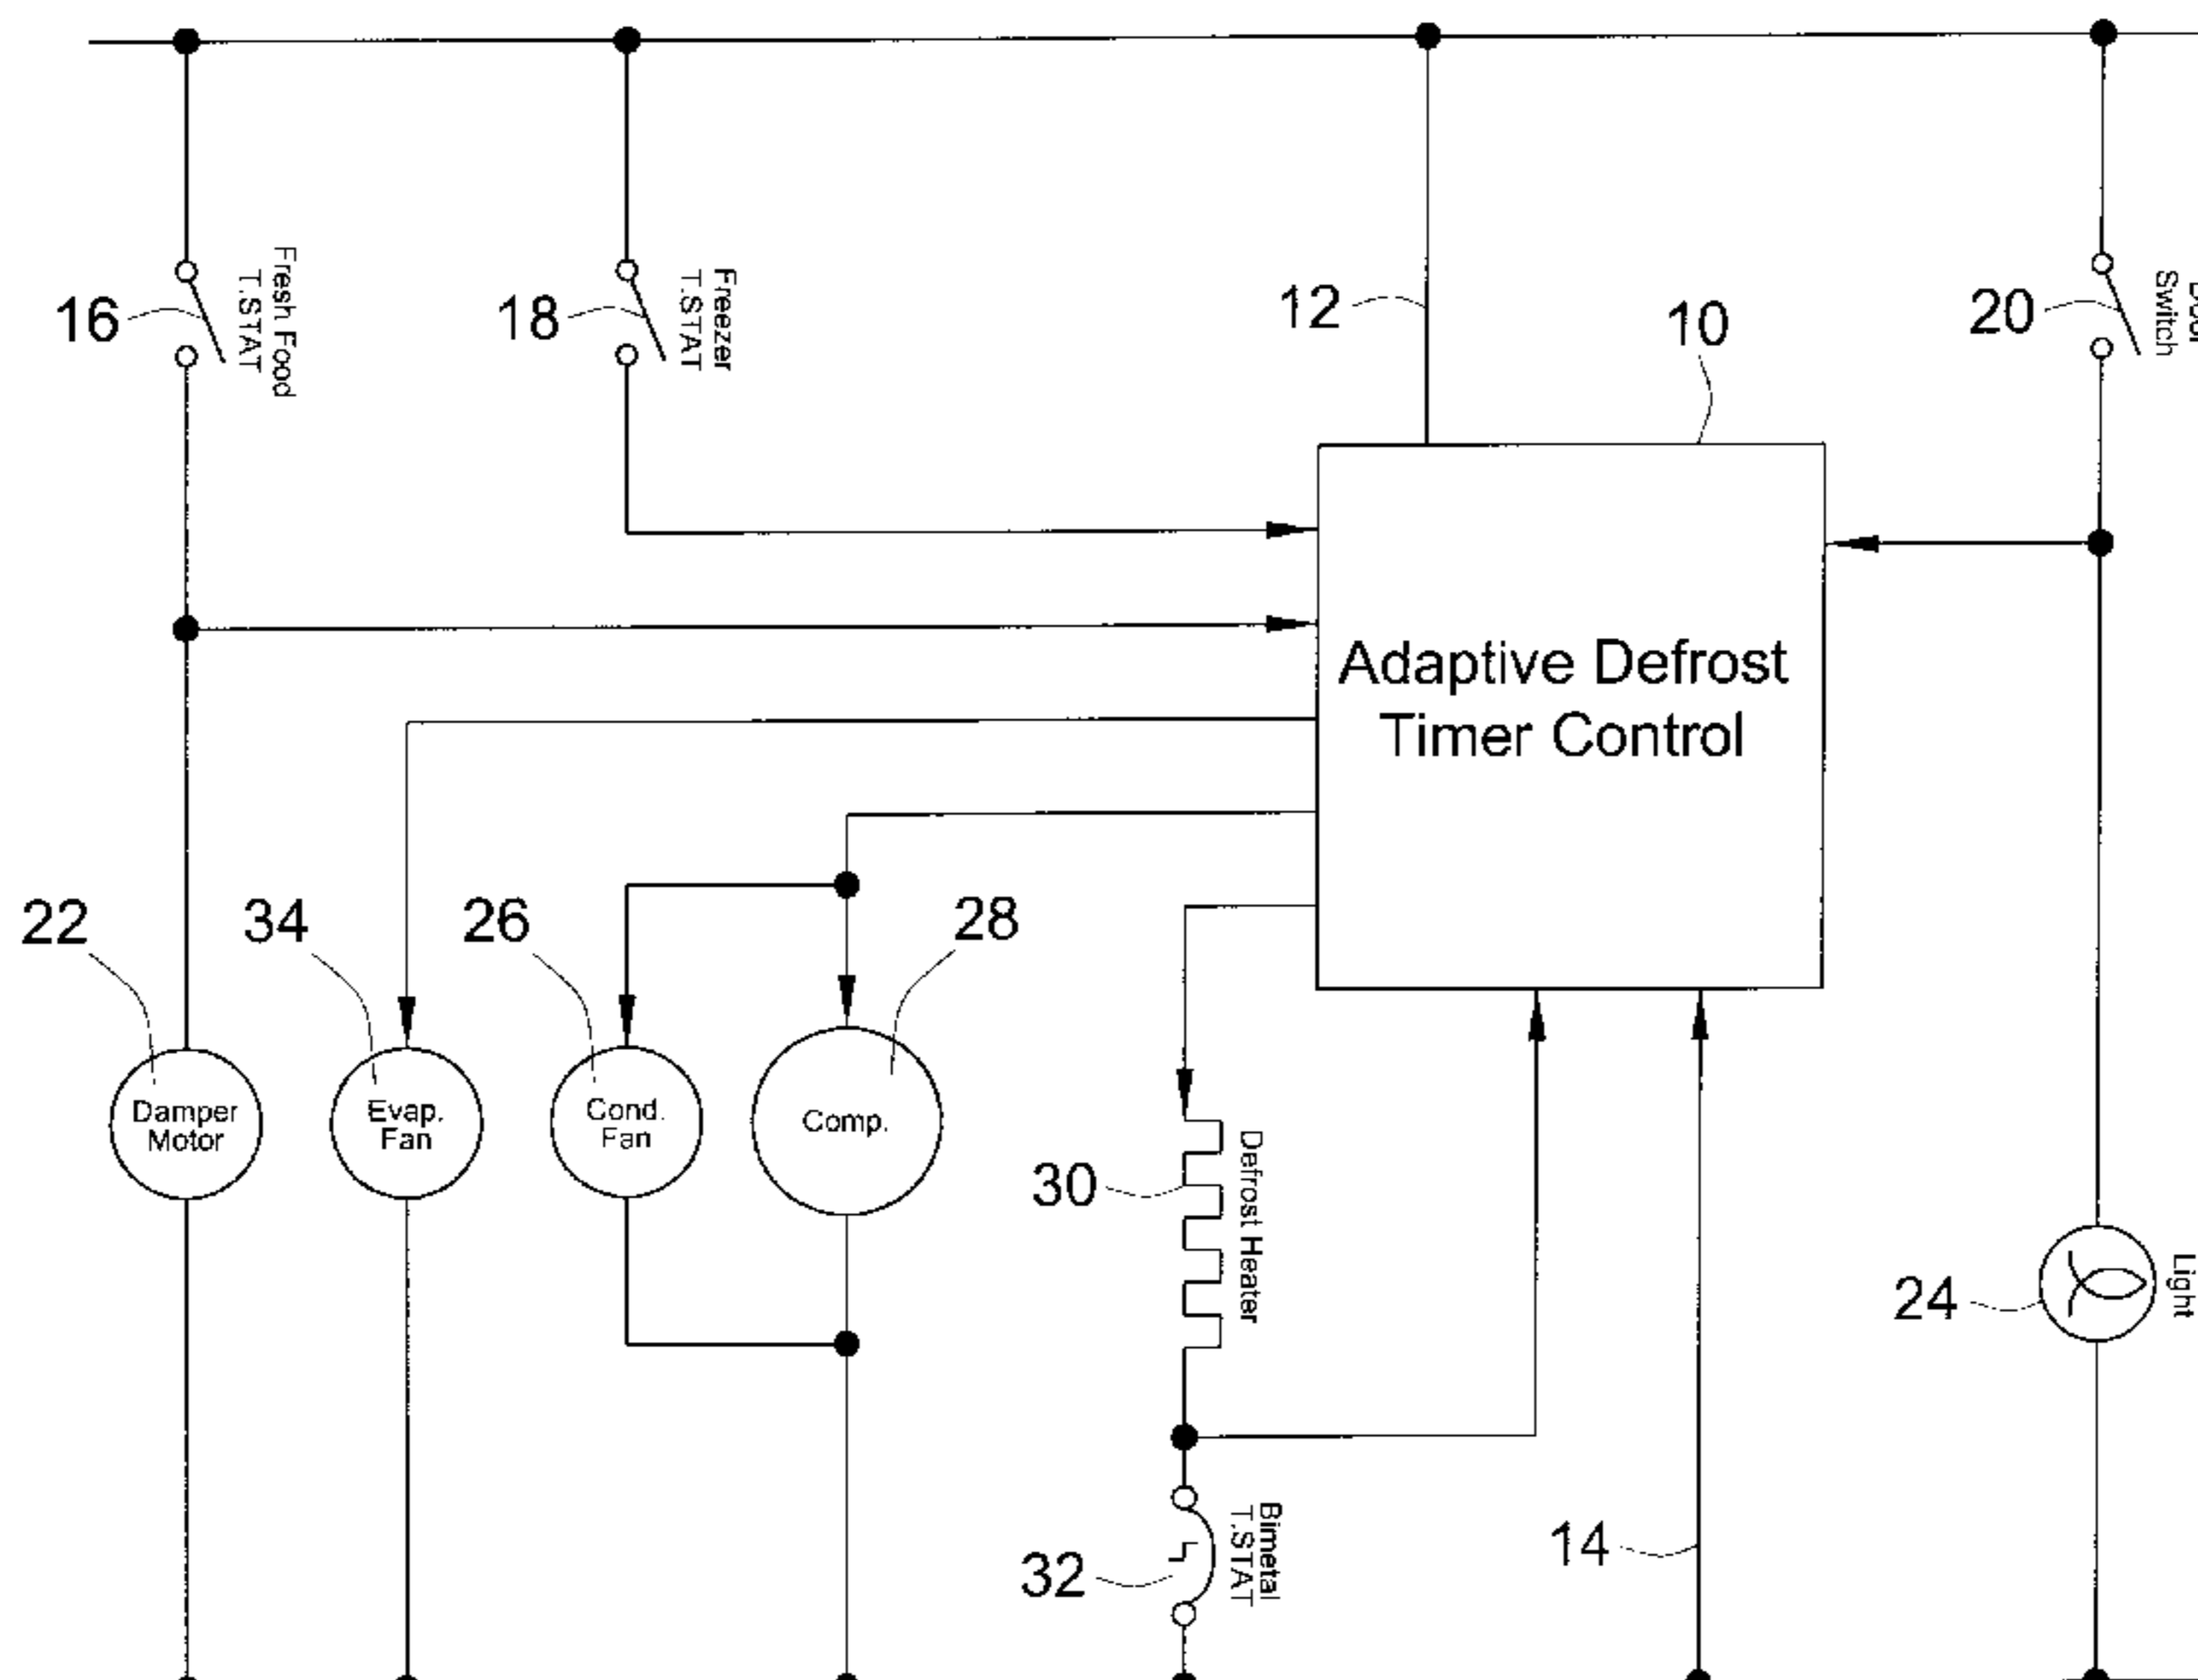 16
Fresh Food
T.STAT
18
Freezer
T.STAT
12
10
20
Switch
Adaptive Defrost
Timer Control
22
34
26
28
Damper
Motor
Evap.
Fan
Cond.
Fan
Comp.
30
Defrost Heater
24
Light
32
Bimetal
T.STAT
14